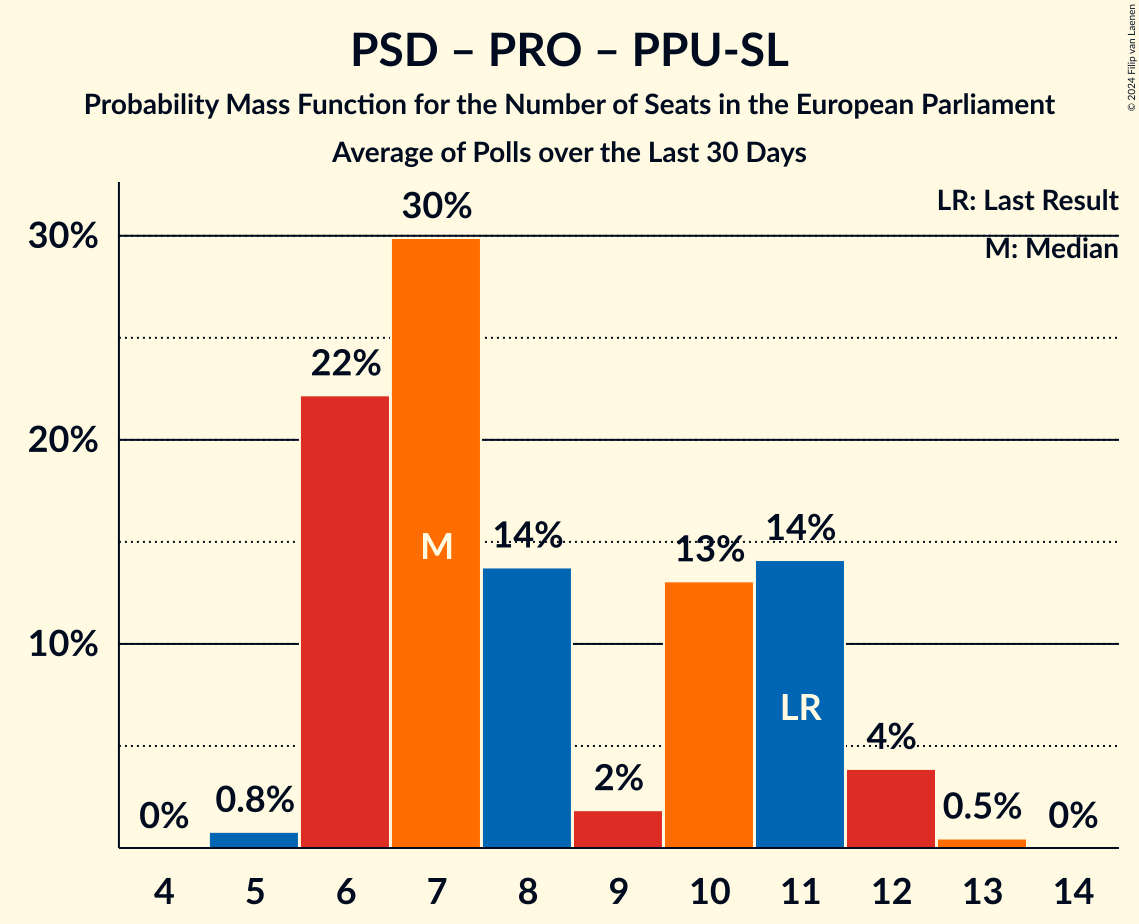 PSD – PRO – PPU-SL
Probability Mass Function for the Number of Seats in the European Parliament
Average of Polls over the Last 30 Days
© 2024 Filip van Laenen
LR: Last Result
M: Median
30%
20%
10%
0%
0.8%
22%
30%
14%
2%
13%
14%
4%
0.5%
0%
M
LR
4 5 6 7 8 9 10 11 12 13 14